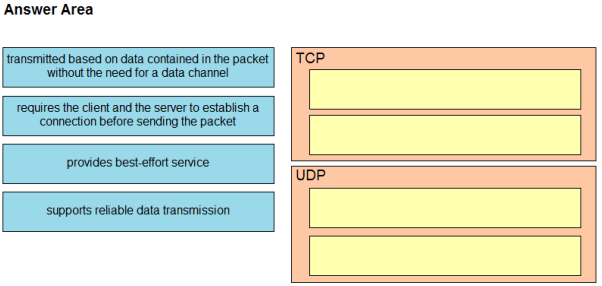 Answer Area
transmitted based on data contained in the packet
without the need for a data channel
requires the client and the server to establish a
connection before sending the packet
provides best-effort service
supports reliable data transmission
TCP
UDP